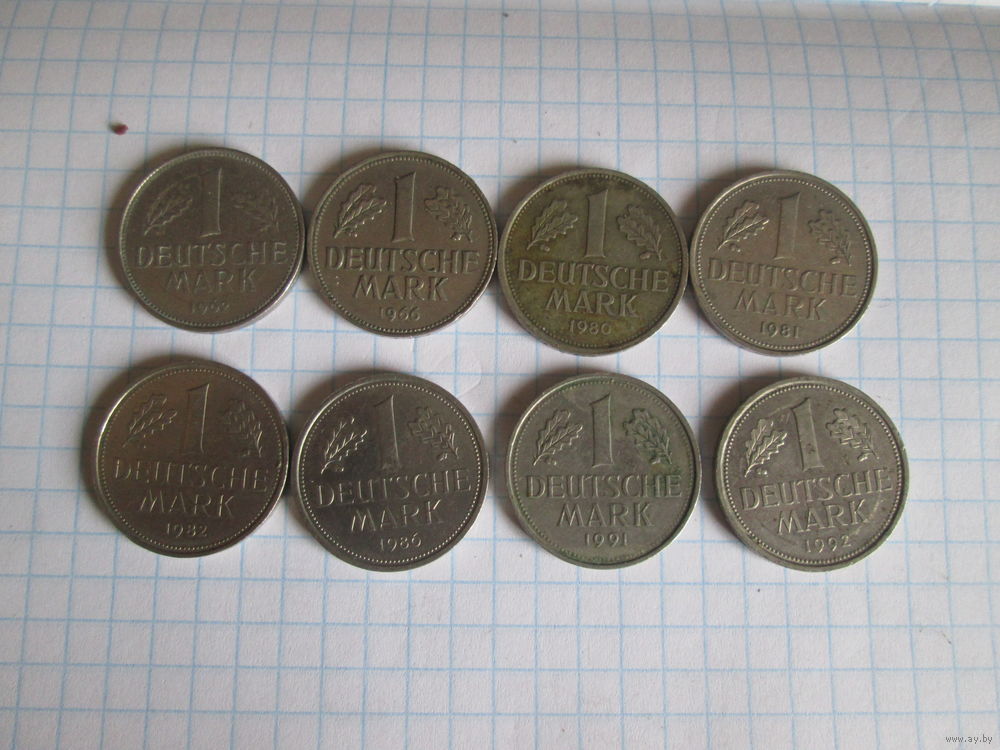 1
DEUTSCHE
MARK
1
DEUTSCHE
MARK
1966
1
DEUTSCHE
MARK
1980
1
DEUTSCHE
MARK
1981
1
DEUTSCHE
MARK
1982
1
DEUTSCHE
MARK
1986
1
DEUTSCHE
MARK
1991
1
DEUTSCHE
MARK
1992
www.ay.by